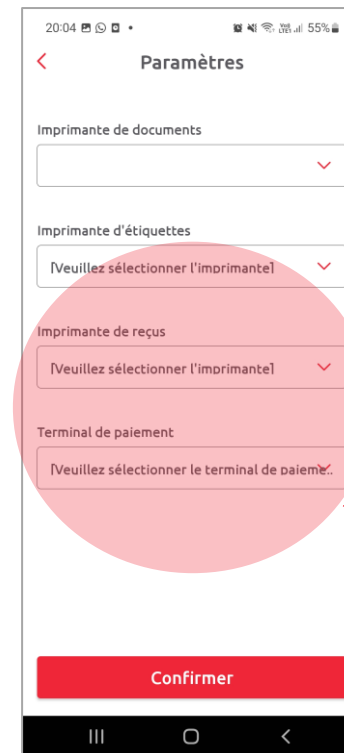 20:04
55%
Paramètres
Imprimante de documents
Imprimante d'étiquettes
[Veuillez sélectionner l'imprimante]
Imprimante de reçus
[Veuillez sélectionner l'imprimante]
Terminal de paiement
[Veuillez sélectionner le terminal de paieme..
Confirmer